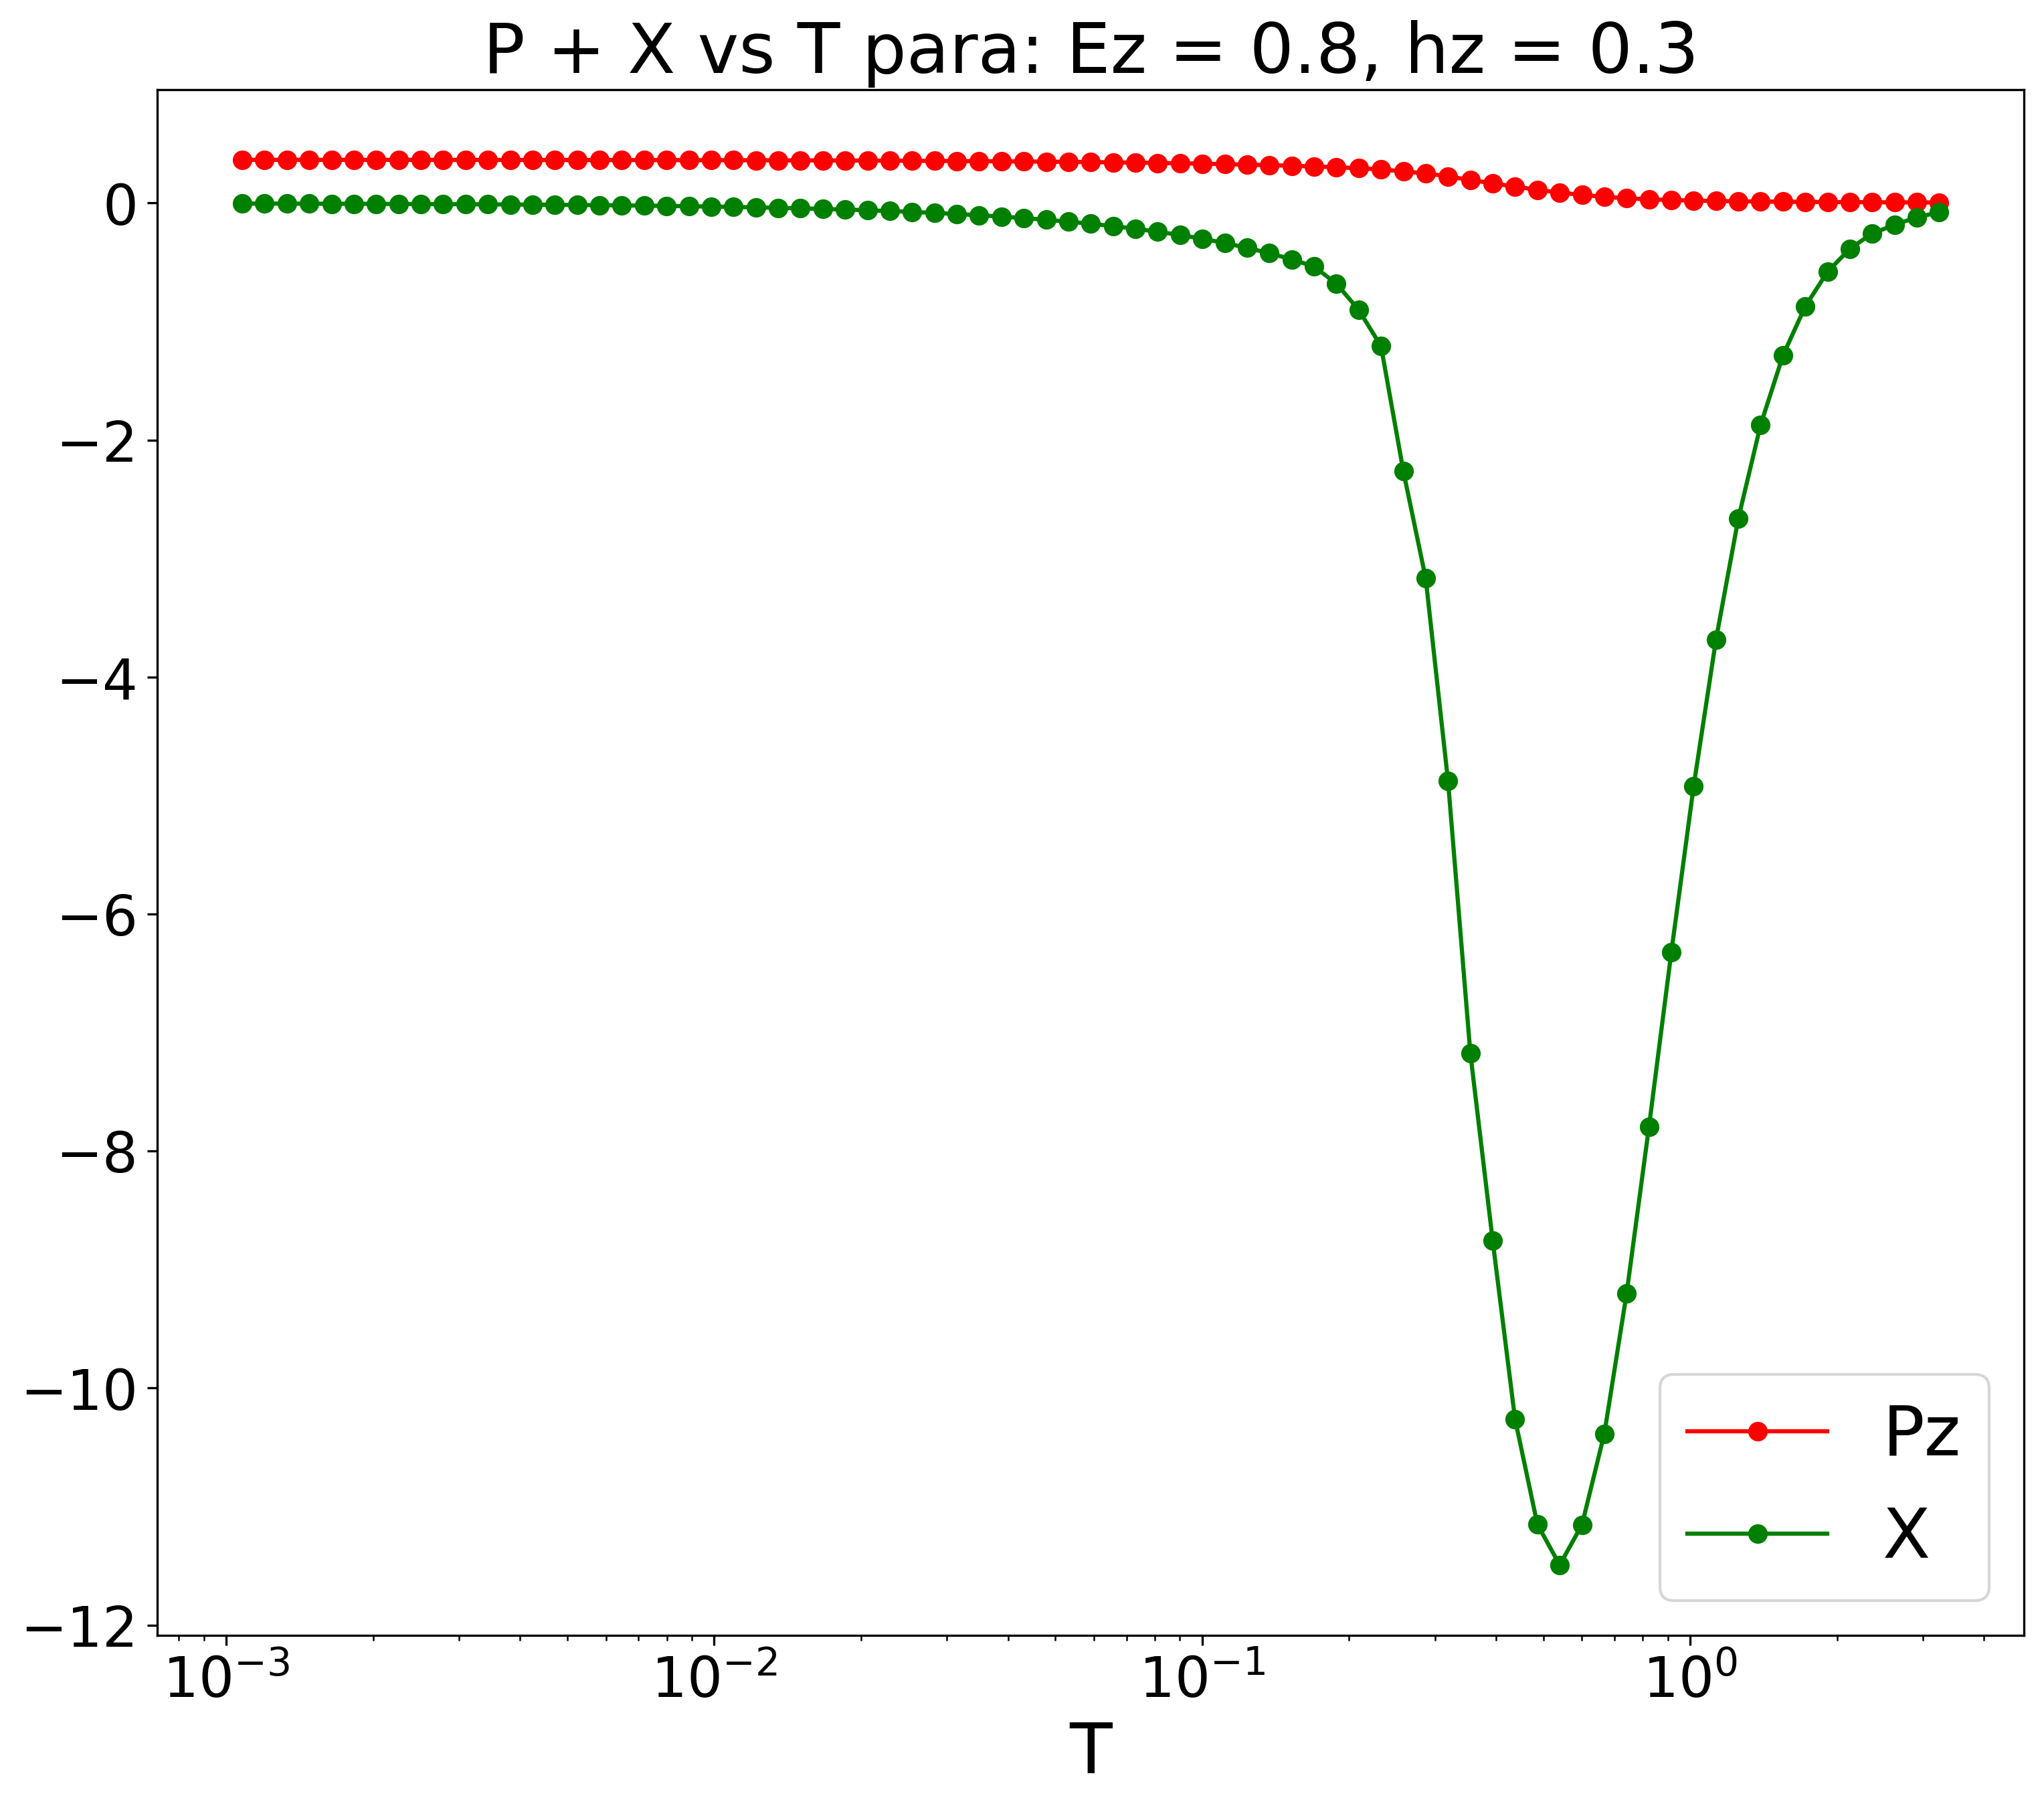 P + X vs T para: Ez = 0.8, hz = 0.3
0
−2
−4
−6
−8
−10
−12
10⁻³ 10⁻² 10⁻¹ 10⁰
T
Pz
X